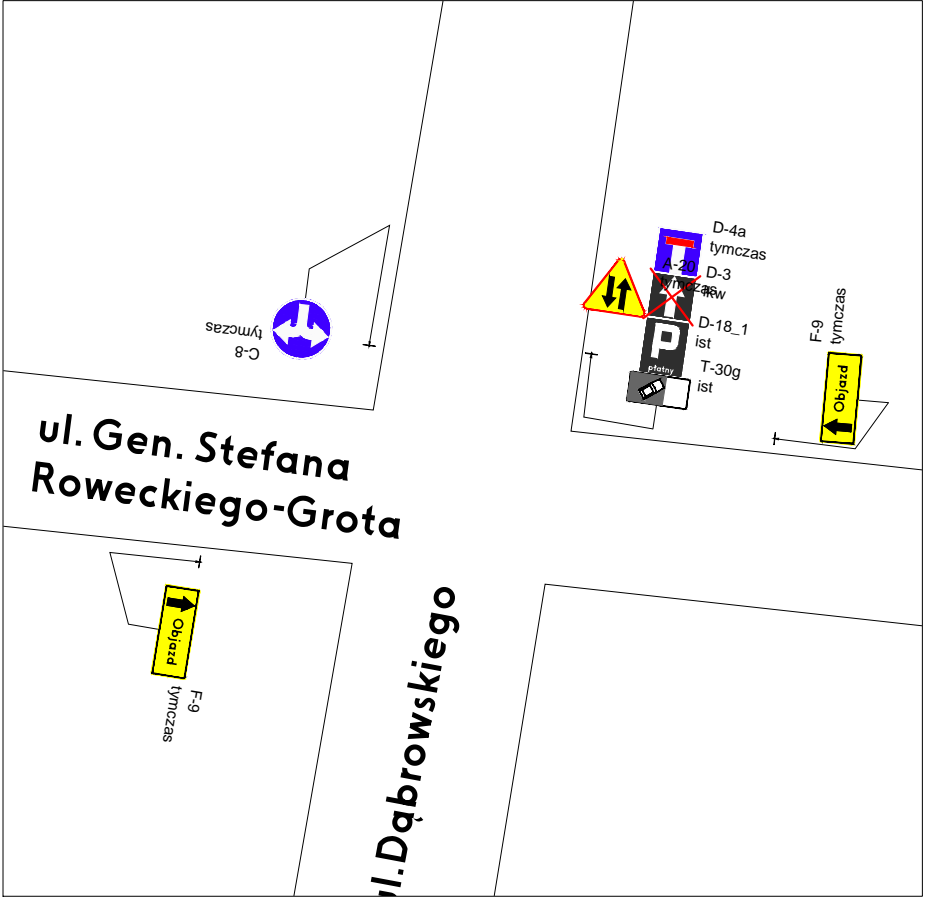 D-4a
tymczas
A-20
tymczas
D-3
lkw
D-18_1
ist
P
płatny
T-30g
ist
F-9
tymczas
Objazd
C-8
tymczas
ul. Gen. Stefana
Roweckiego-Grota
ul.Dąbrowskiego
Objazd
F-9
tymczas